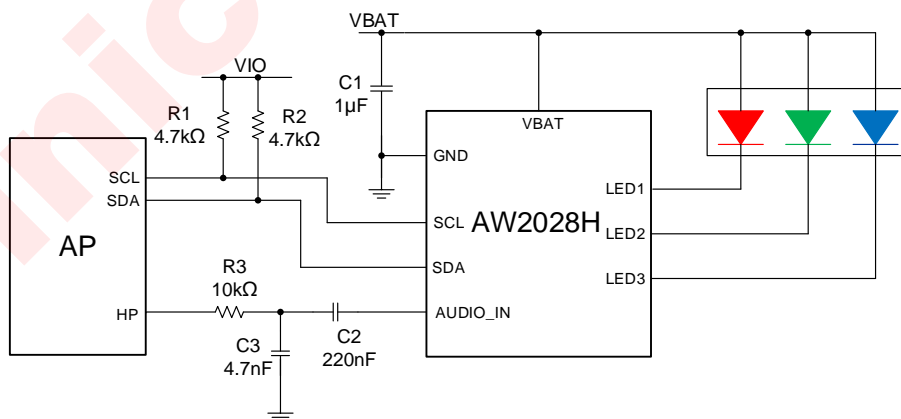 VBAT
VIO
C1
1µF
R1
4.7kΩ
R2
4.7kΩ
VBAT
GND
SCL
SDA
AP
HP
SCL
SDA
AUDIO_IN
AW2028H
LED1
LED2
LED3
R3
10kΩ
C3
4.7nF
C2
220nF
nic